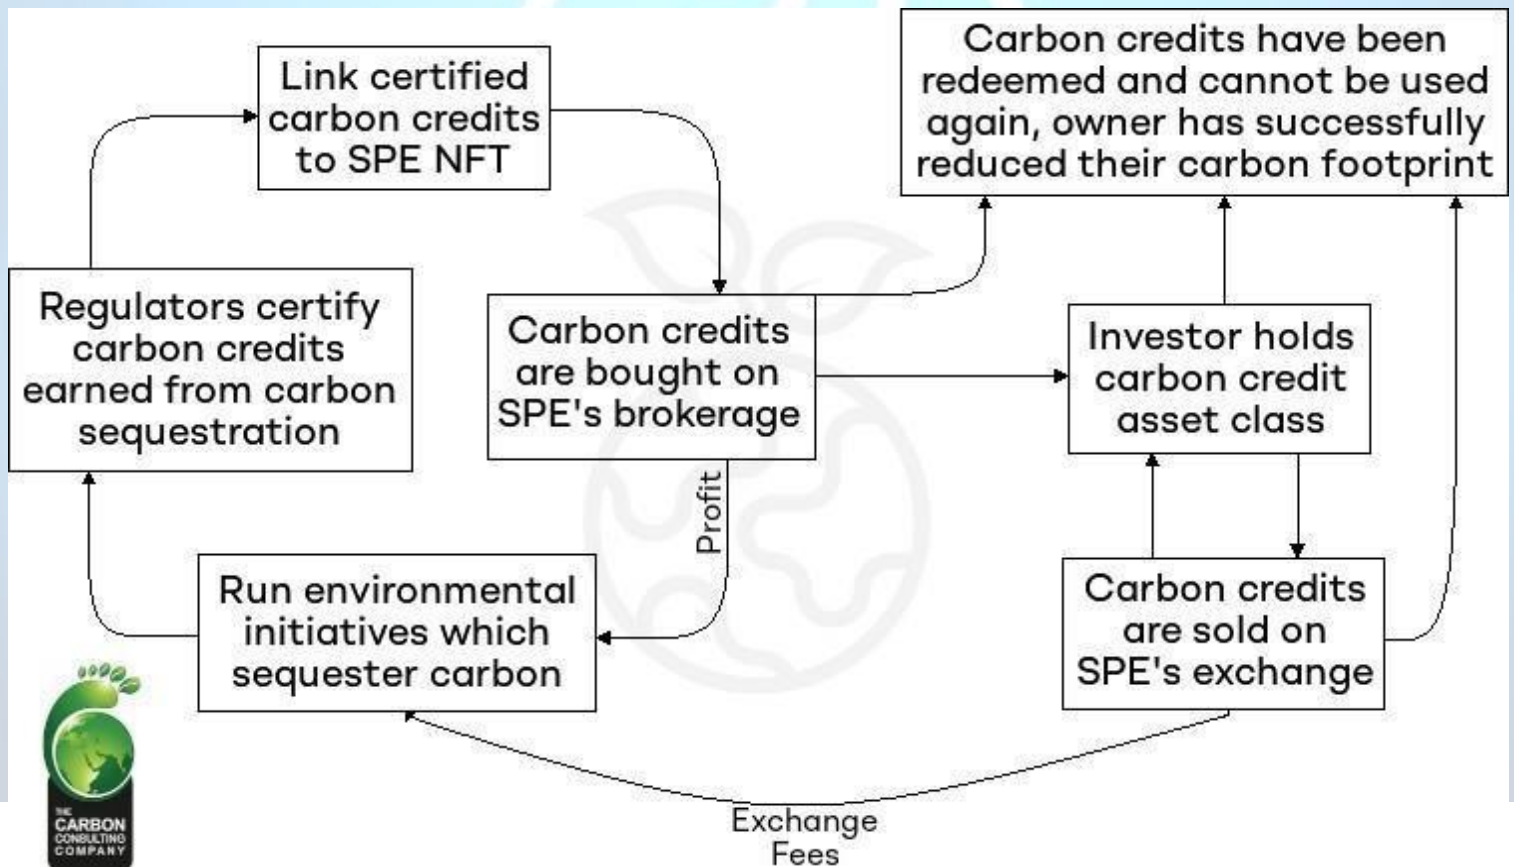 Link certified
carbon credits
to SPE NFT
Carbon credits have been
redeemed and cannot be used
again, owner has successfully
reduced their carbon footprint
Regulators certify
carbon credits
earned from carbon
sequestration
Carbon credits
are bought on
SPE's brokerage
Investor holds
carbon credit
asset class
Profit
Run environmental
initiatives which
sequester carbon
Carbon credits
are sold on
SPE's exchange
Exchange
Fees
THE
CARBON
CONSULTING
COMPANY